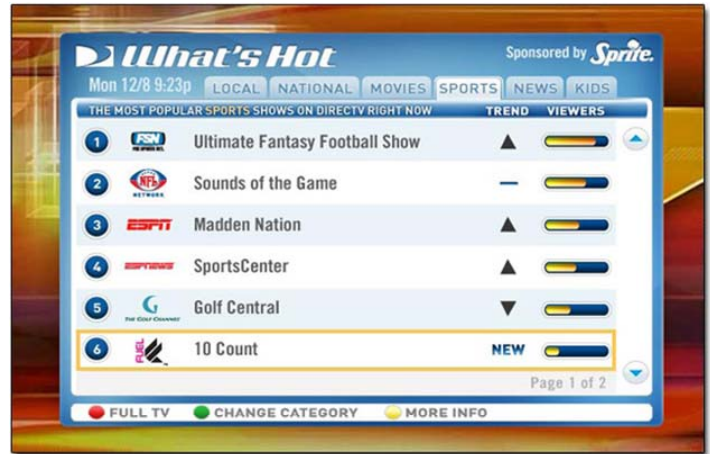 What's Hot
Sponsored by Sprite.
Mon 12/8 9:23p LOCAL NATIONAL MOVIES SPORTS NEWS KIDS
THE MOST POPULAR SPORTS SHOWS ON DIRECTV RIGHT NOW TREND VIEWERS
1 FSN Ultimate Fantasy Football Show
2 NFL NETWORK Sounds of the Game
3 ESPN Madden Nation
4 ESPNEWS SportsCenter
5 G THE GOLF CHANNEL Golf Central
6 FUEL 10 Count NEW
Page 1 of 2
FULL TV CHANGE CATEGORY MORE INFO